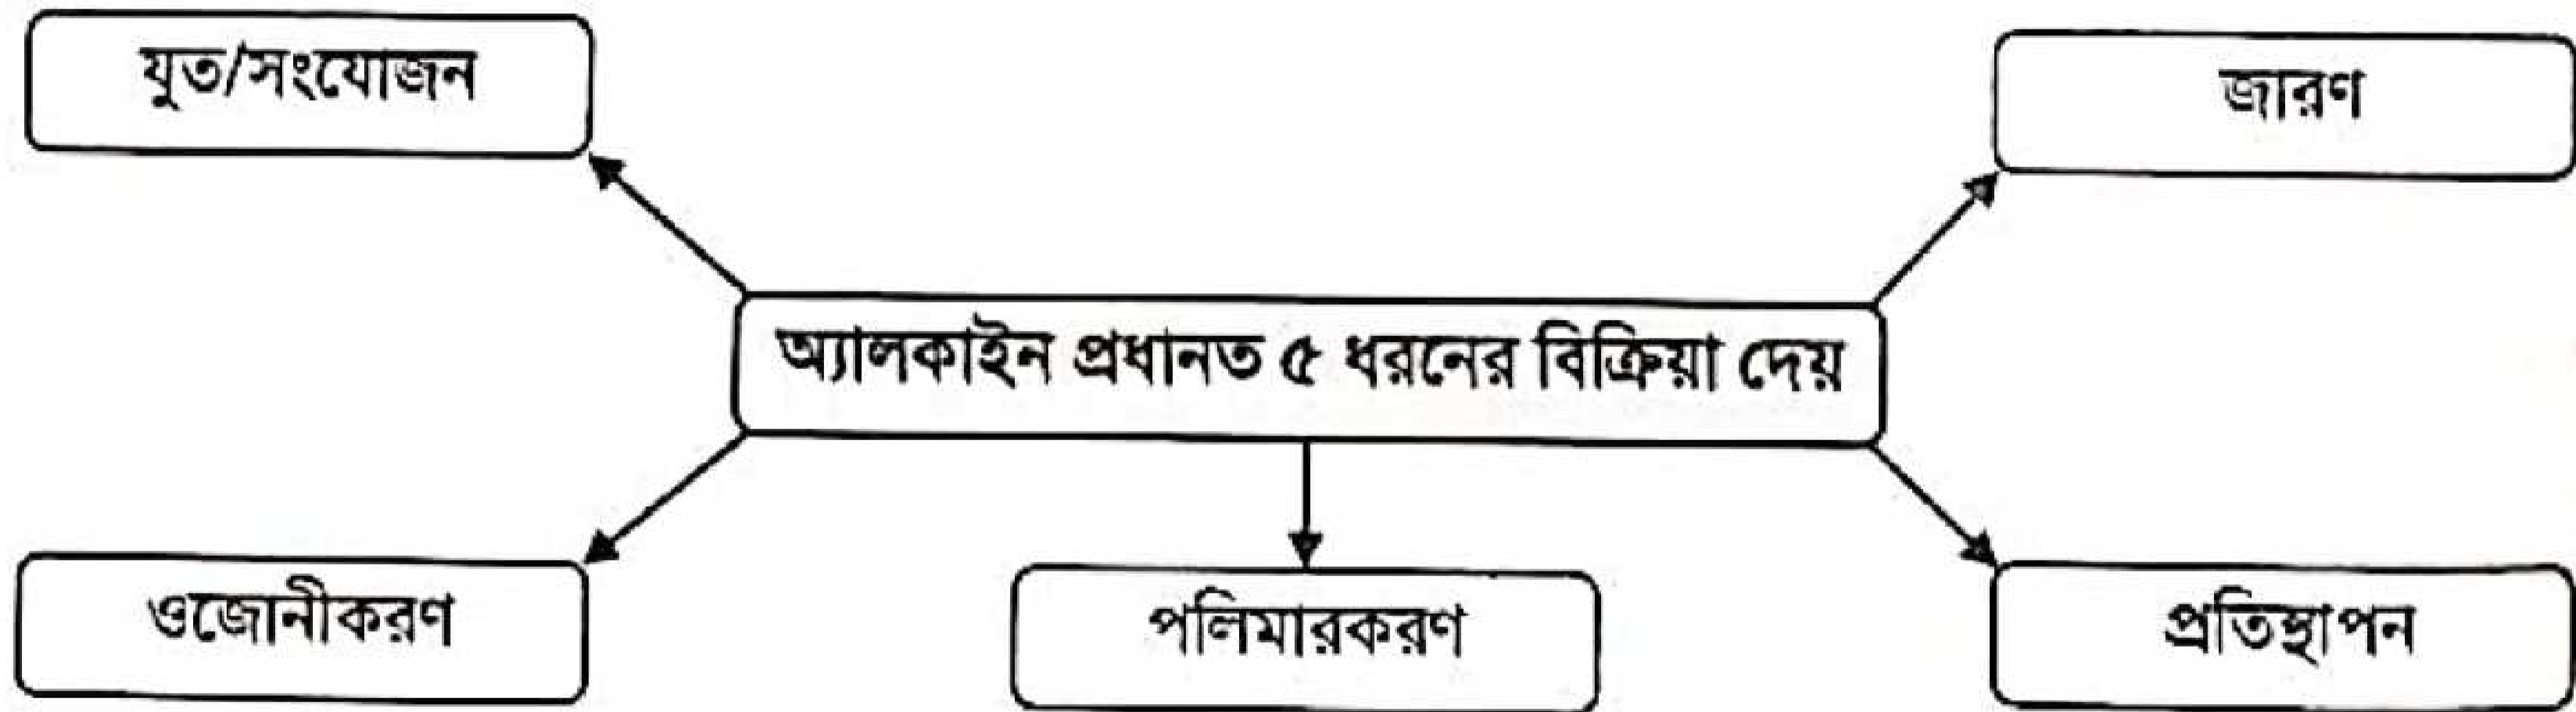 যুত/সংযোজন
জারণ
অ্যালকাইন প্রধানত ৫ ধরনের বিক্রিয়া দেয়
ওজোনীকরণ
পলিমারকরণ
প্রতিস্থাপন